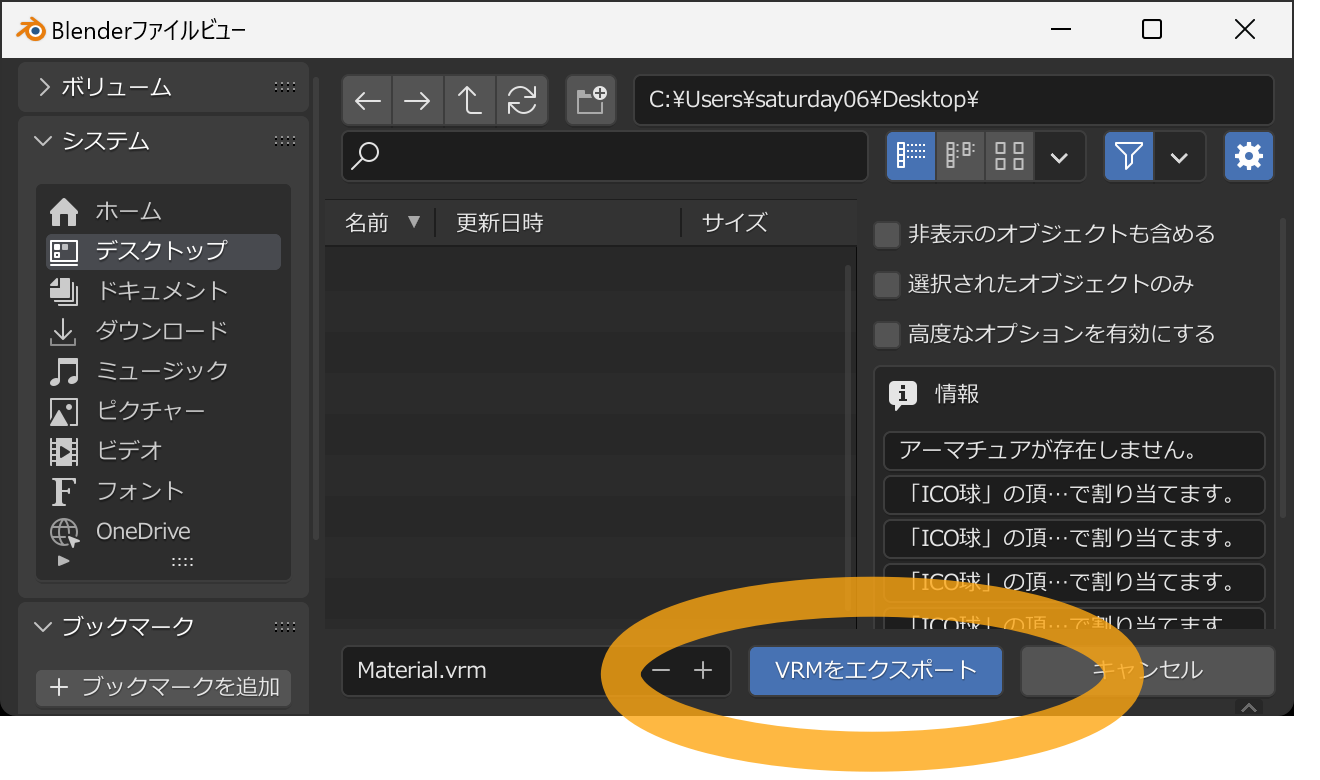 Blenderファイルビュー
ボリューム
システム
ホーム
デスクトップ
ドキュメント
ダウンロード
ミュージック
ピクチャー
ビデオ
フォント
OneDrive
ブックマーク
ブックマークを追加
C:¥Users¥saturday06¥Desktop¥
名前 ▼ 更新日時 サイズ
非表示のオブジェクトも含める
選択されたオブジェクトのみ
高度なオプションを有効にする
情報
アーマチュアが存在しません。
「ICO球」の頂…で割り当てます。
「ICO球」の頂…で割り当てます。
「ICO球」の頂…で割り当てます。
「ICO球」の頂…で割り当てます。
Material.vrm − + VRMをエクスポート キャンセル